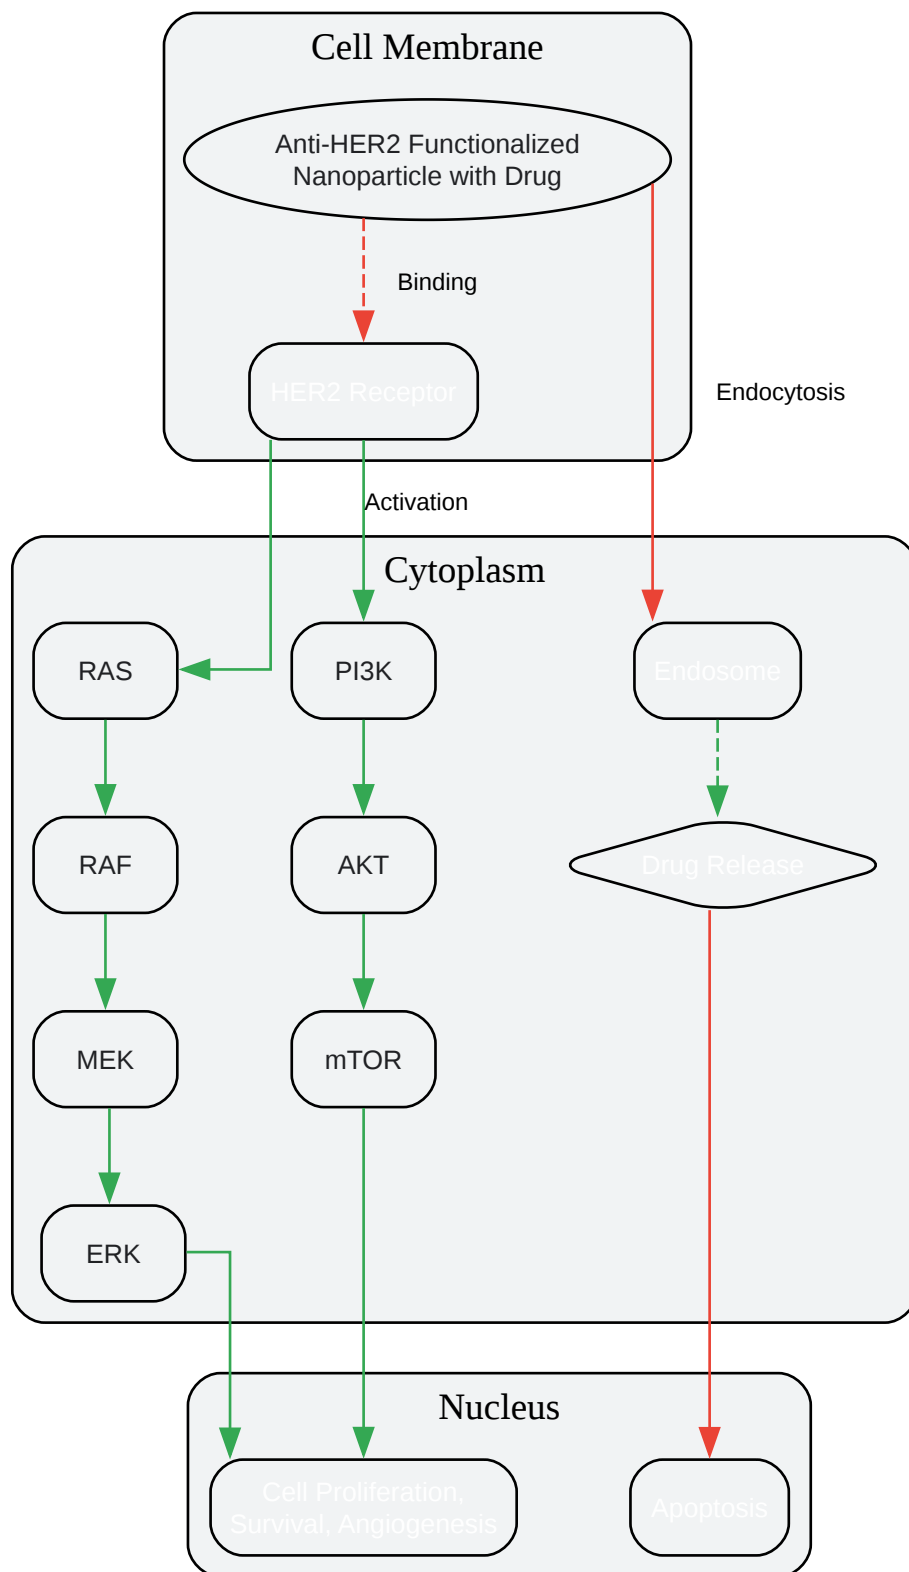 Cell Membrane
Anti-HER2 Functionalized
Nanoparticle with Drug
Binding
HER2 Receptor
Endocytosis
Activation
Cytoplasm
RAS
PI3K
Endosome
RAF
AKT
Drug Release
MEK
mTOR
ERK
Nucleus
Cell Proliferation,
Survival, Angiogenesis
Apoptosis